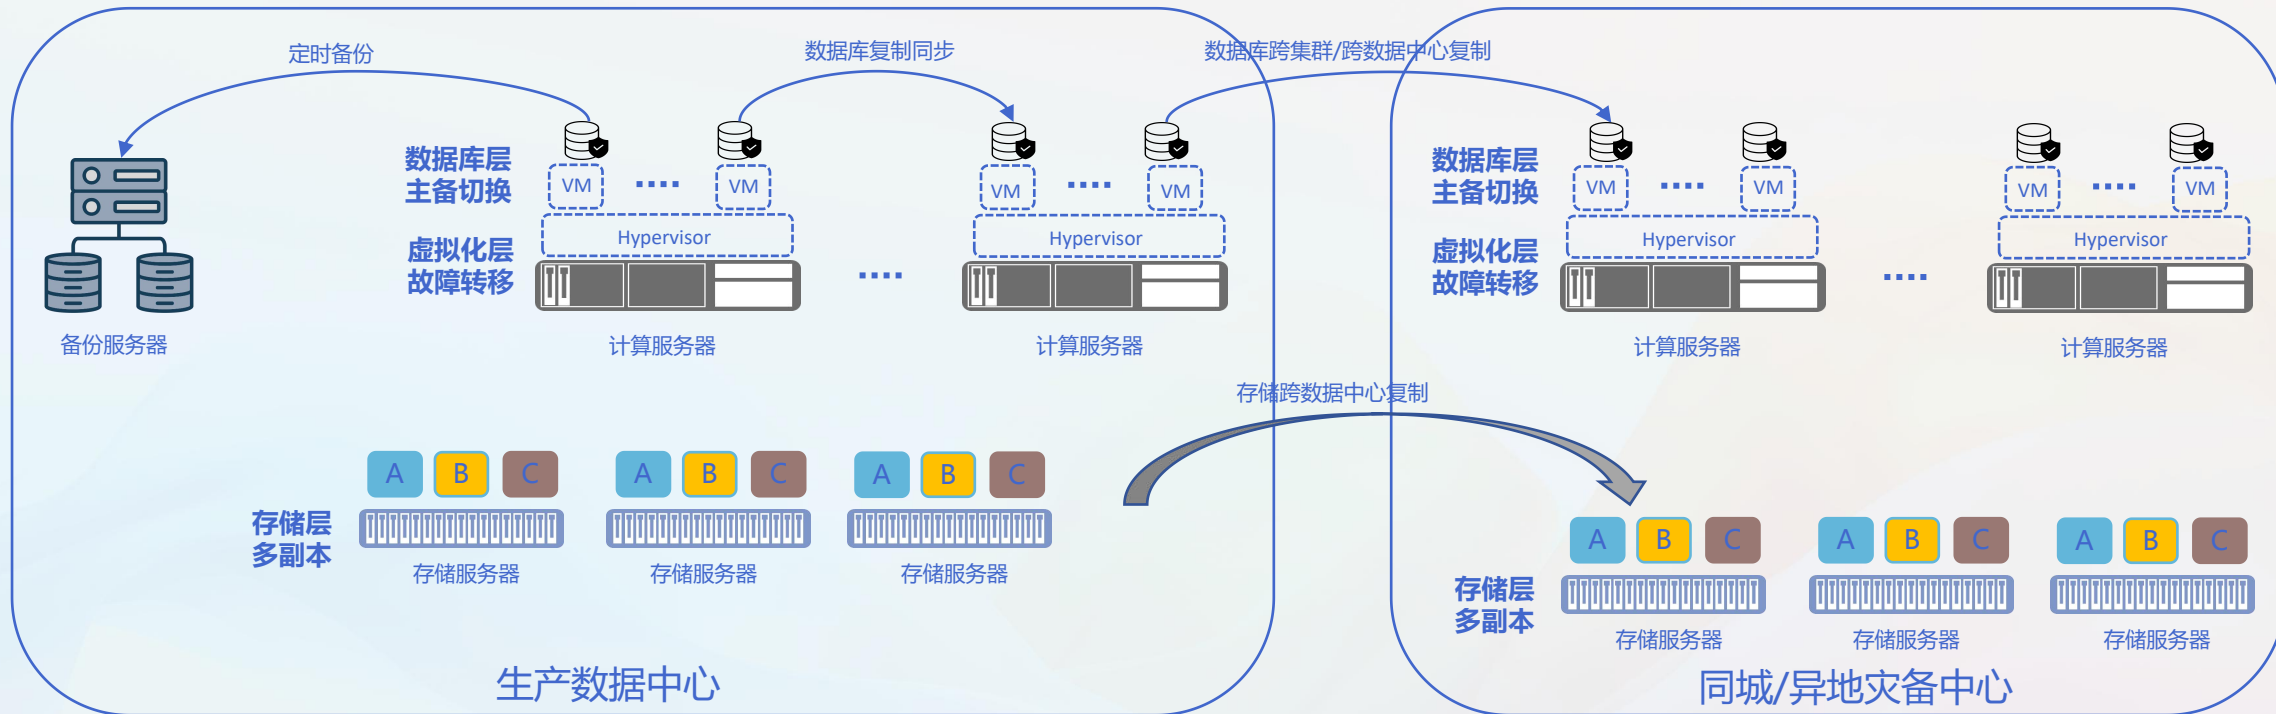 定时备份
数据库复制同步
数据库跨集群/跨数据中心复制
数据库层
主备切换
VM
VM
VM
VM
数据库层
主备切换
VM
VM
VM
VM
虚拟化层
故障转移
Hypervisor
Hypervisor
虚拟化层
故障转移
Hypervisor
Hypervisor
备份服务器
计算服务器
计算服务器
计算服务器
计算服务器
存储跨数据中心复制
A B C
A B C
A B C
存储层
多副本
存储服务器
存储服务器
存储服务器
A B C
A B C
A B C
存储层
多副本
存储服务器
存储服务器
存储服务器
生产数据中心
同城/异地灾备中心